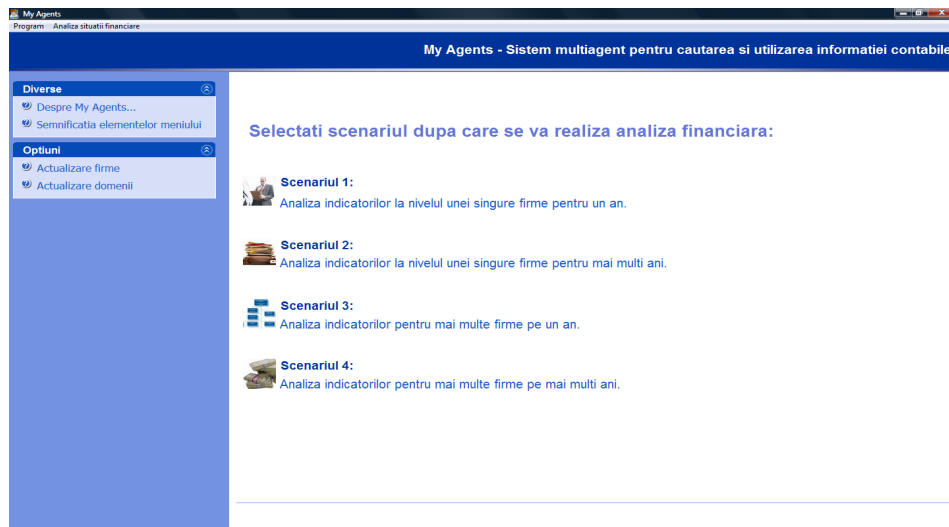 My Agents
Program Analiza situatii financiare
My Agents - Sistem multiagent pentru cautarea si utilizarea informatiei contabile
Diverse
Despre My Agents...
Semnificatia elementelor meniului
Optiuni
Actualizare firme
Actualizare domenii
Selectati scenariul dupa care se va realiza analiza financiara:
Scenariul 1:
Analiza indicatorilor la nivelul unei singure firme pentru un an.
Scenariul 2:
Analiza indicatorilor la nivelul unei singure firme pentru mai multi ani.
Scenariul 3:
Analiza indicatorilor pentru mai multe firme pe un an.
Scenariul 4:
Analiza indicatorilor pentru mai multe firme pe mai multi ani.